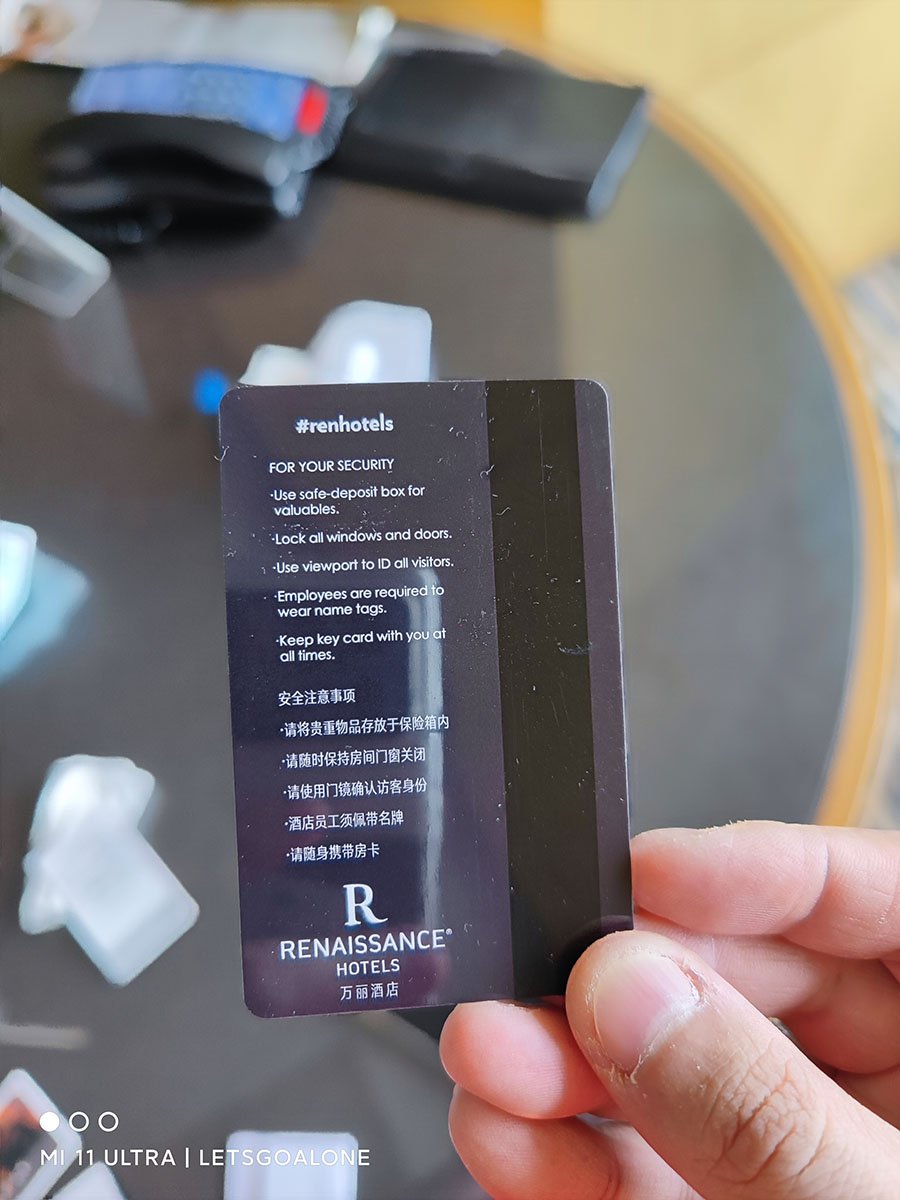 #renhotels
FOR YOUR SECURITY
·Use safe-deposit box for
valuables.
·Lock all windows and doors.
·Use viewport to ID all visitors.
·Employees are required to
wear name tags.
·Keep key card with you at
all times.
安全注意事项
·请将贵重物品存放于保险箱内
·请随时保持房间门窗关闭
·请使用门镜确认访客身份
·酒店员工须佩带名牌
·请随身携带房卡
R
RENAISSANCE®
HOTELS
万丽酒店
MI 11 ULTRA | LETSGOALONE